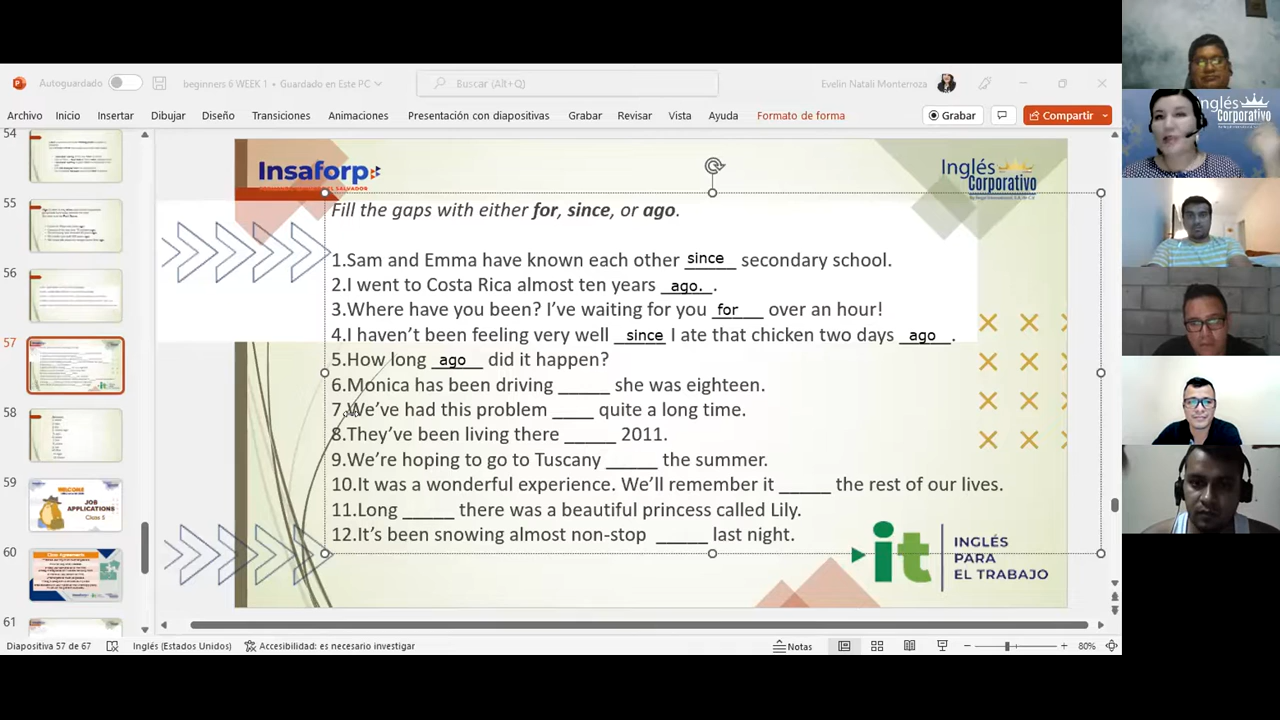 Autoguardado
beginners 6 WEEK 1 • Guardado en Este PC
Buscar (Alt+Q)
Evelin Natali Monterroza
Archivo Inicio Insertar Dibujar Diseño Transiciones Animaciones Presentación con diapositivas Grabar Revisar Vista Ayuda Formato de forma Grabar Compartir
54
55
56
57
58
59
60
61
JOB
APPLICATIONS
Class 5
Insaforp
Inglés
Corporativo
Fill the gaps with either for, since, or ago.
1.Sam and Emma have known each other since secondary school.
2.I went to Costa Rica almost ten years ago. .
3.Where have you been? I’ve waiting for you for over an hour!
4.I haven’t been feeling very well since I ate that chicken two days ago.
5.How long ago did it happen?
6.Monica has been driving _____ she was eighteen.
7.We’ve had this problem ____ quite a long time.
8.They’ve been living there _____ 2011.
9.We’re hoping to go to Tuscany _____ the summer.
10.It was a wonderful experience. We’ll remember it _____ the rest of our lives.
11.Long _____ there was a beautiful princess called Lily.
12.It’s been snowing almost non-stop _____ last night.
it
INGLÉS
PARA
EL TRABAJO
Diapositiva 57 de 67 Inglés (Estados Unidos) Accesibilidad: es necesario investigar Notas 80%
Inglés
Corporativo